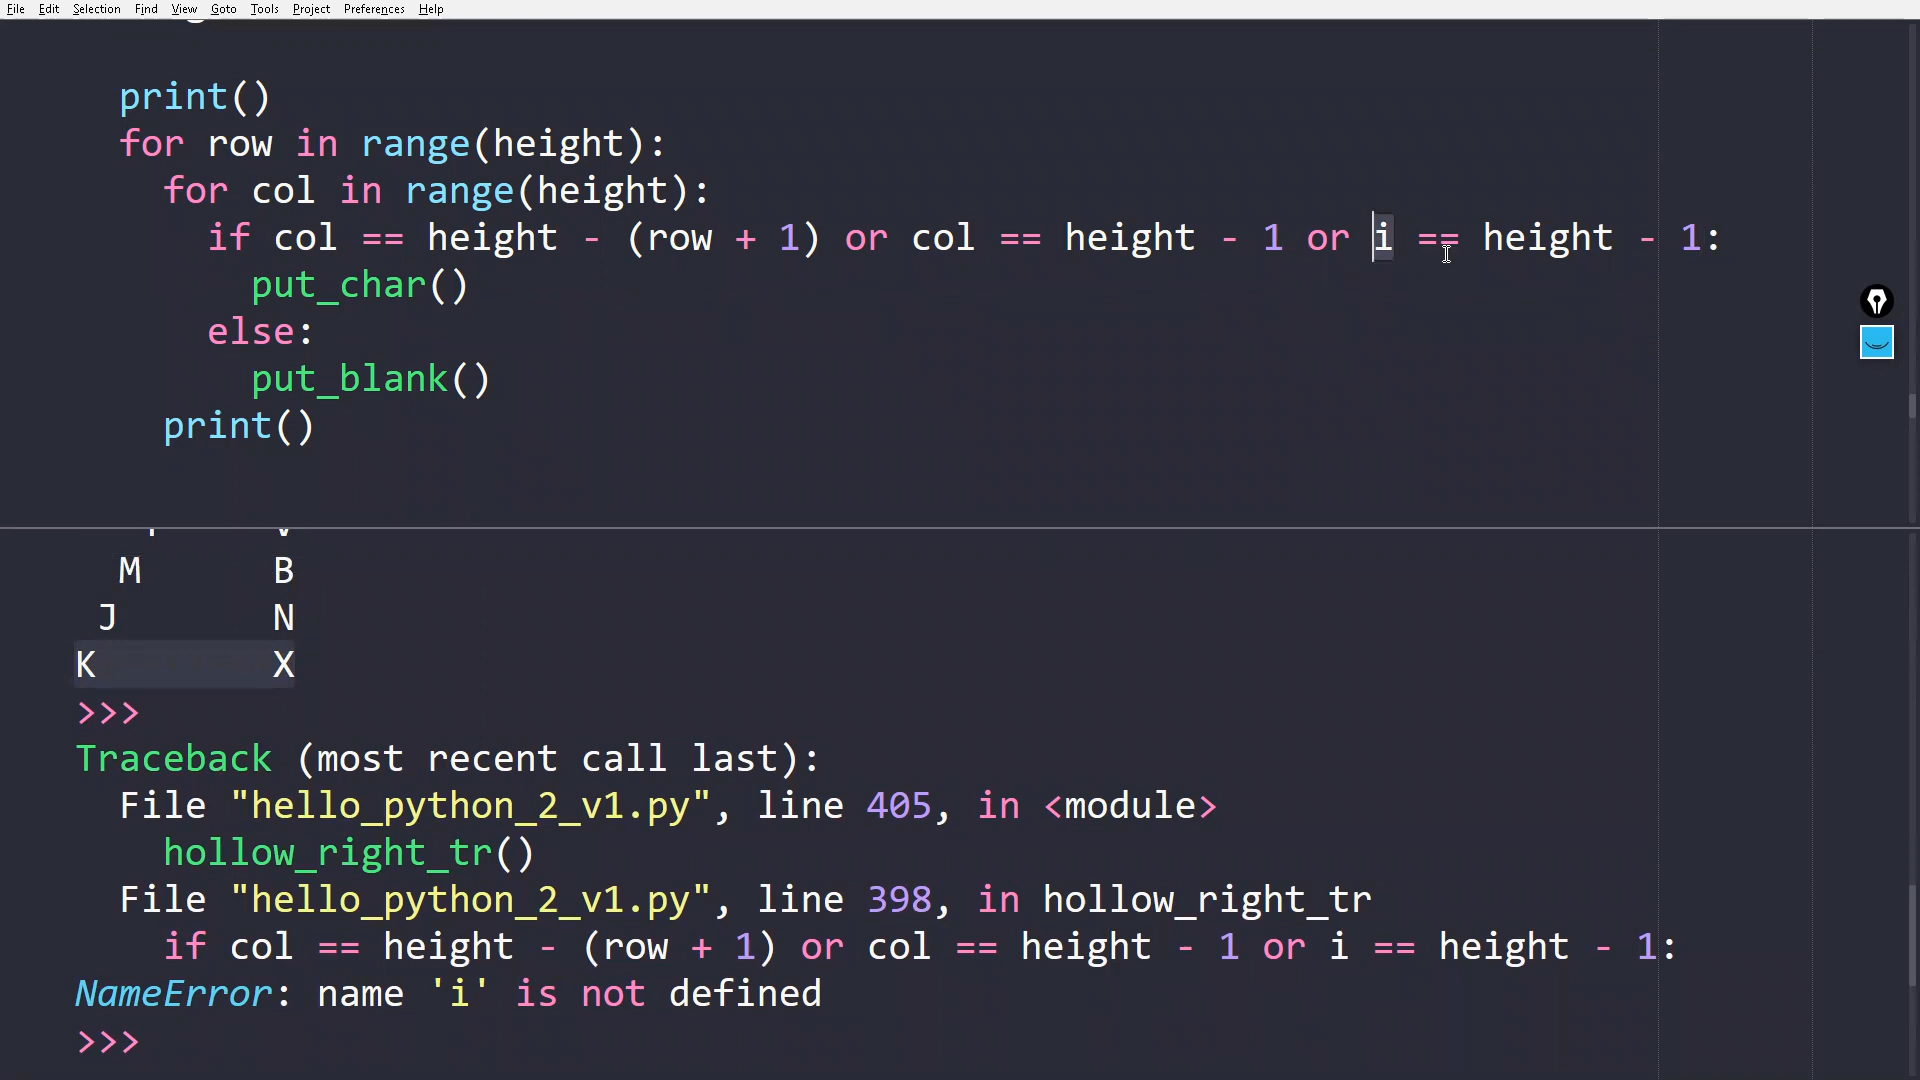 File Edit Selection Find View Goto Tools Project Preferences Help
print()
for row in range(height):
for col in range(height):
if col == height - (row + 1) or col == height - 1 or i == height - 1:
put_char()
else:
put_blank()
print()
M B
J N
K X
>>>
Traceback (most recent call last):
File "hello_python_2_v1.py", line 405, in <module>
hollow_right_tr()
File "hello_python_2_v1.py", line 398, in hollow_right_tr
if col == height - (row + 1) or col == height - 1 or i == height - 1:
NameError: name 'i' is not defined
>>>